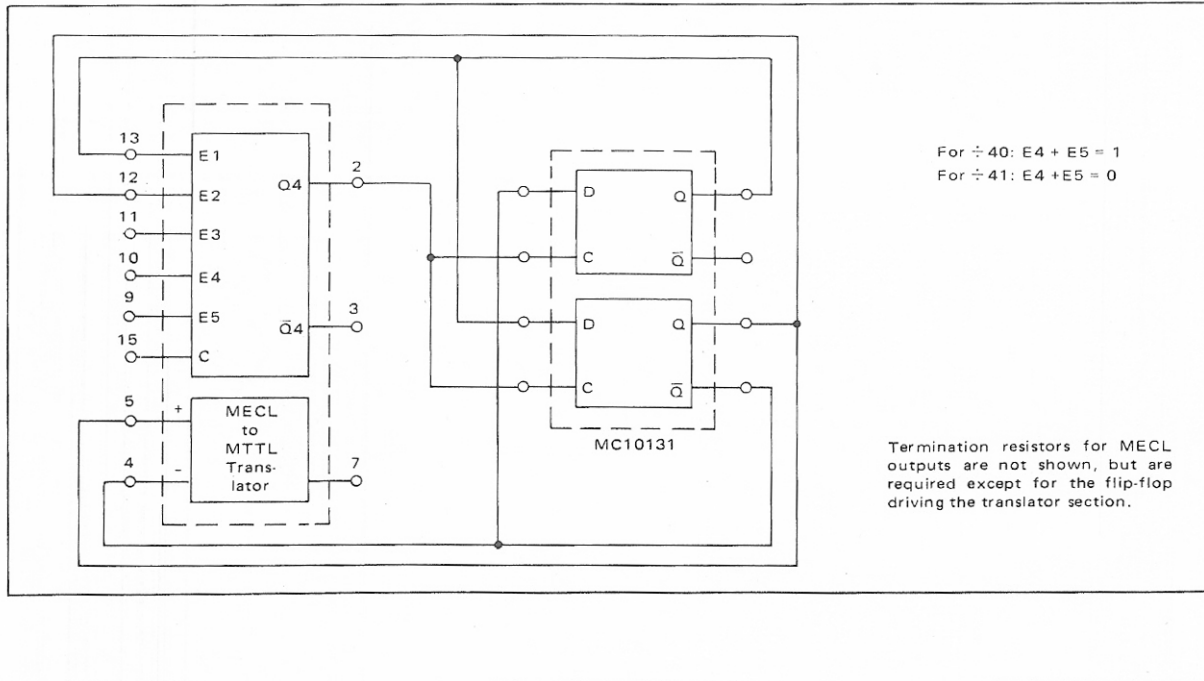 13
E1
12
E2
11
E3
10
E4
9
E5
15
C
Q4
2
Q̄4
3
5
+
4
−
MECL
to
MTTL
Trans-
lator
7
D
Q
C
Q̄
D
Q
C
Q̄
MC10131
For ÷40: E4 + E5 = 1
For ÷41: E4 +E5 = 0
Termination resistors for MECL
outputs are not shown, but are
required except for the flip-flop
driving the translator section.